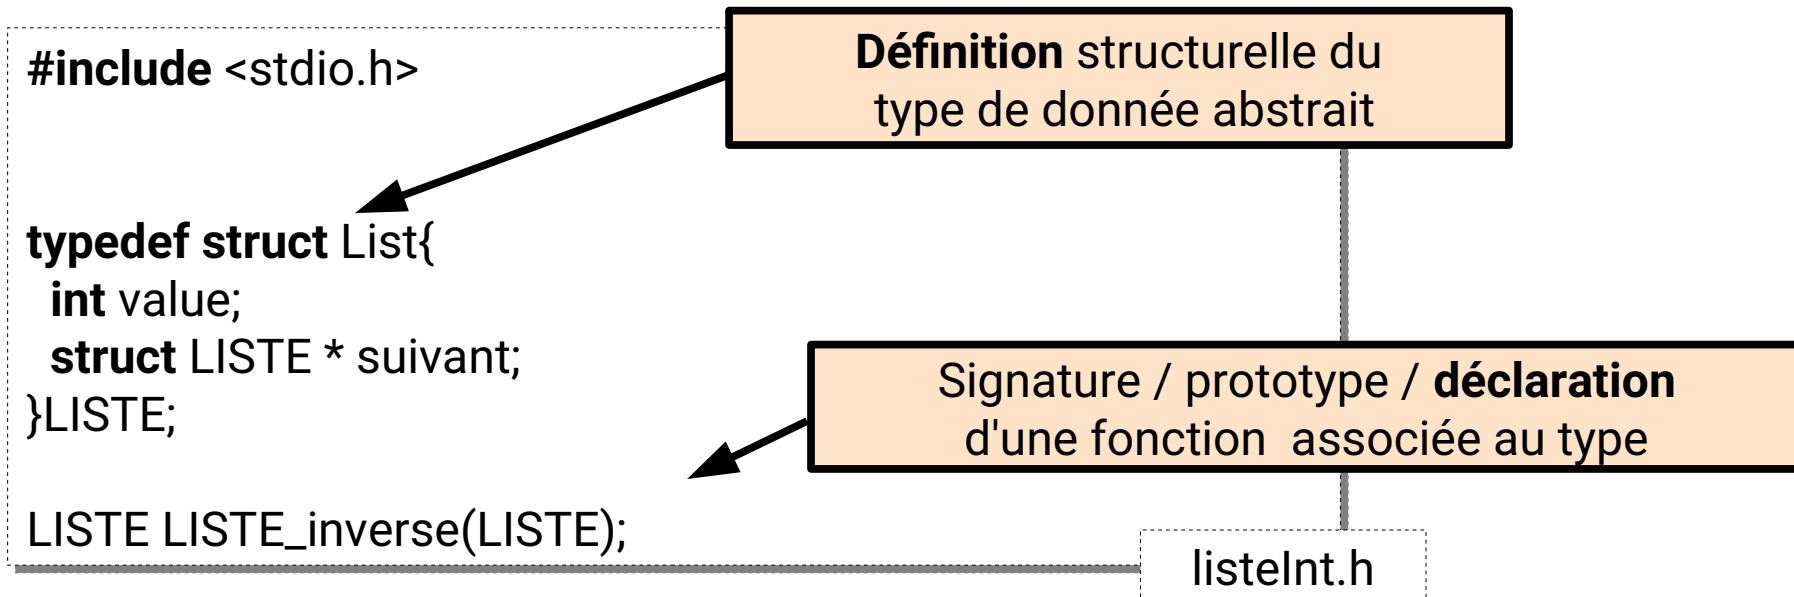 #include <stdio.h>
Définition structurelle du
type de donnée abstrait
typedef struct List{
int value;
struct LISTE * suivant;
}LISTE;
Signature / prototype / déclaration
d'une fonction  associée au type
LISTE LISTE_inverse(LISTE);
listeInt.h